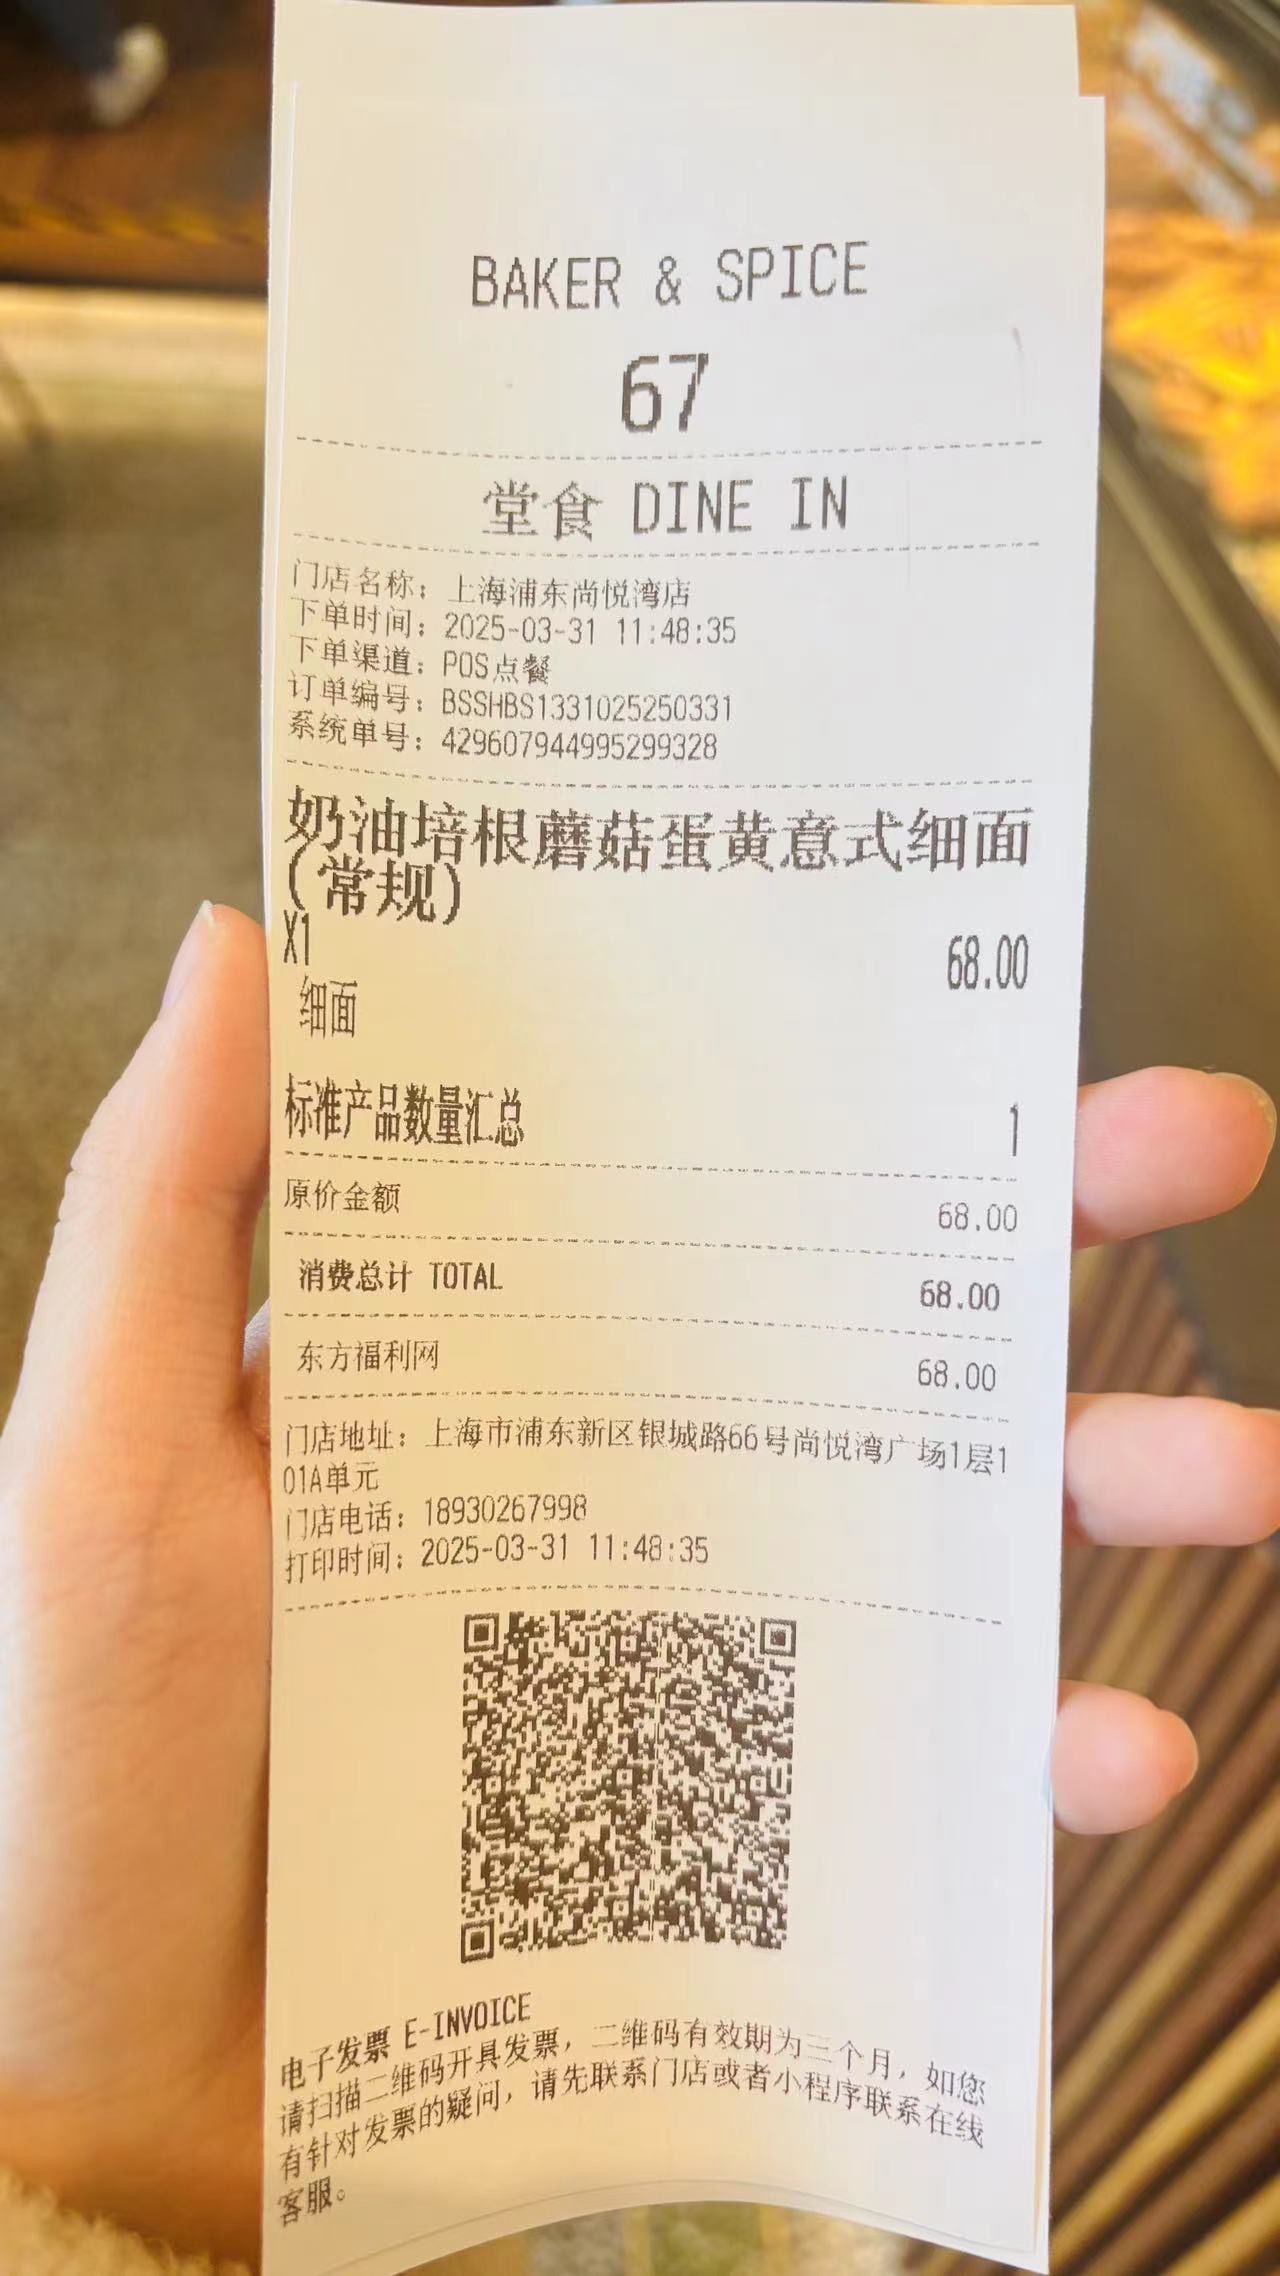 BAKER & SPICE
67
堂食 DINE IN
门店名称：上海浦东尚悦湾店
下单时间：2025-03-31 11:48:35
下单渠道：POS点餐
订单编号：BSSHBS1331025250331
系统单号：429607944995299328
奶油培根蘑菇蛋黄意式细面
(常规)
X1 68.00
细面
标准产品数量汇总 1
原价金额 68.00
消费总计 TOTAL 68.00
东方福利网 68.00
门店地址：上海市浦东新区银城路66号尚悦湾广场1层1
01A单元
门店电话：18930267998
打印时间：2025-03-31 11:48:35
电子发票 E-INVOICE
请扫描二维码开具发票，二维码有效期为三个月，如您
有针对发票的疑问，请先联系门店或者小程序联系在线
客服。